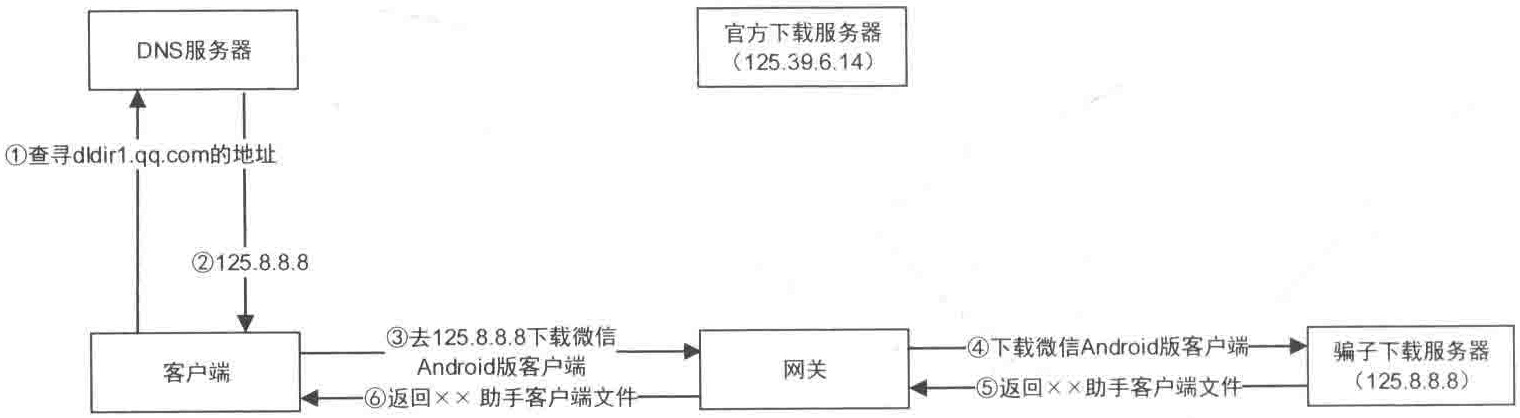 DNS服务器
官方下载服务器
（125.39.6.14）
①查寻dldir1.qq.com的地址
②125.8.8.8
客户端
③去125.8.8.8下载微信
Android版客户端
⑥返回×× 助手客户端文件
网关
④下载微信Android版客户端
⑤返回××助手客户端文件
骗子下载服务器
（125.8.8.8）